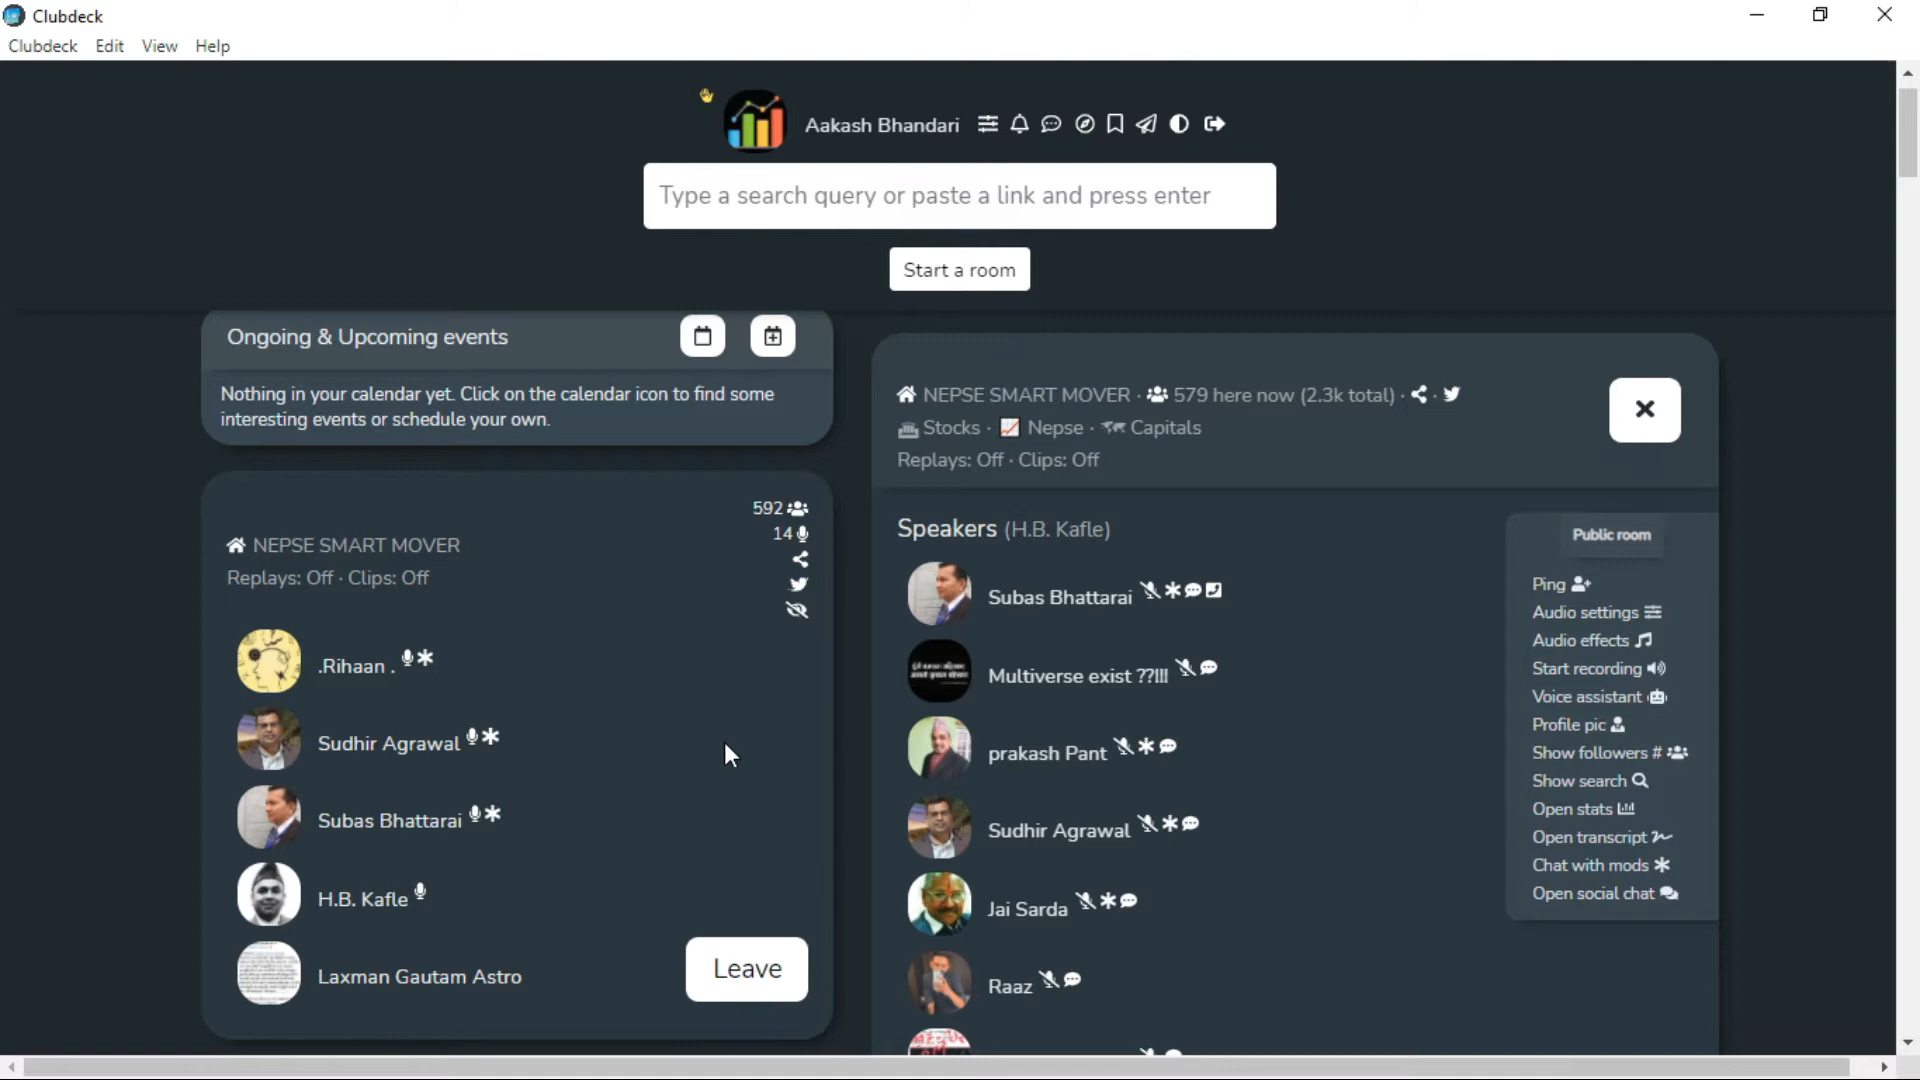 Clubdeck
Clubdeck Edit View Help
Aakash Bhandari
Type a search query or paste a link and press enter
Start a room
Ongoing & Upcoming events
Nothing in your calendar yet. Click on the calendar icon to find some
interesting events or schedule your own.
592
14
NEPSE SMART MOVER
Replays: Off · Clips: Off
.Rihaan .
Sudhir Agrawal
Subas Bhattarai
H.B. Kafle
Laxman Gautam Astro
Leave
NEPSE SMART MOVER · 579 here now (2.3k total) · ·
Stocks · Nepse · Capitals
Replays: Off · Clips: Off
Speakers (H.B. Kafle)
Subas Bhattarai
Multiverse exist ??!!!
prakash Pant
Sudhir Agrawal
Jai Sarda
Raaz
Public room
Ping
Audio settings
Audio effects
Start recording
Voice assistant
Profile pic
Show followers #
Show search
Open stats
Open transcript
Chat with mods
Open social chat